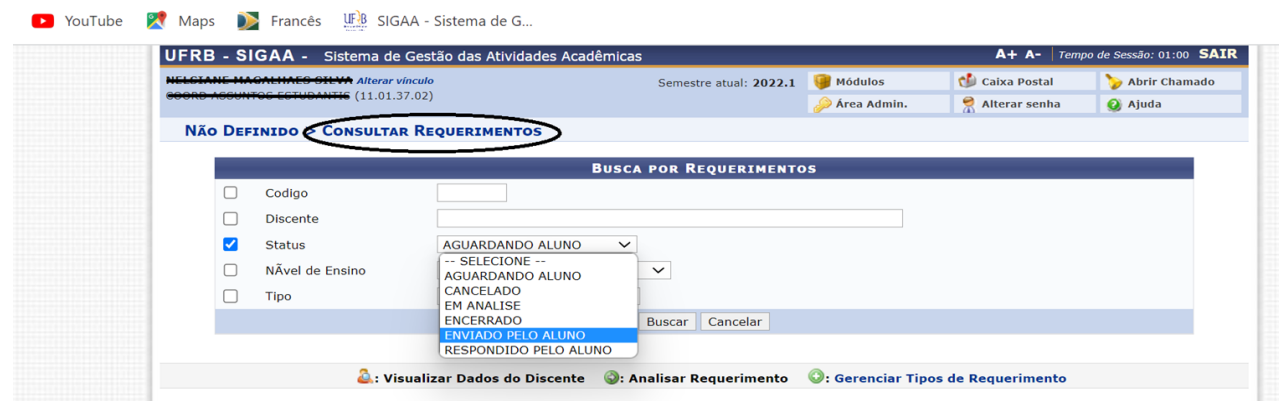 YouTube Maps Francês UFRB SIGAA - Sistema de G...
UFRB - SIGAA - Sistema de Gestão das Atividades Acadêmicas A+ A- Tempo de Sessão: 01:00 SAIR
Alterar vínculo Semestre atual: 2022.1 Módulos Caixa Postal Abrir Chamado
(11.01.37.02) Área Admin. Alterar senha Ajuda
Não Definido > Consultar Requerimentos
Busca por Requerimentos
Codigo
Discente
Status AGUARDANDO ALUNO
-- SELECIONE --
NÃvel de Ensino AGUARDANDO ALUNO
CANCELADO
Tipo EM ANALISE
ENCERRADO
Buscar Cancelar
ENVIADO PELO ALUNO
RESPONDIDO PELO ALUNO
: Visualizar Dados do Discente : Analisar Requerimento : Gerenciar Tipos de Requerimento